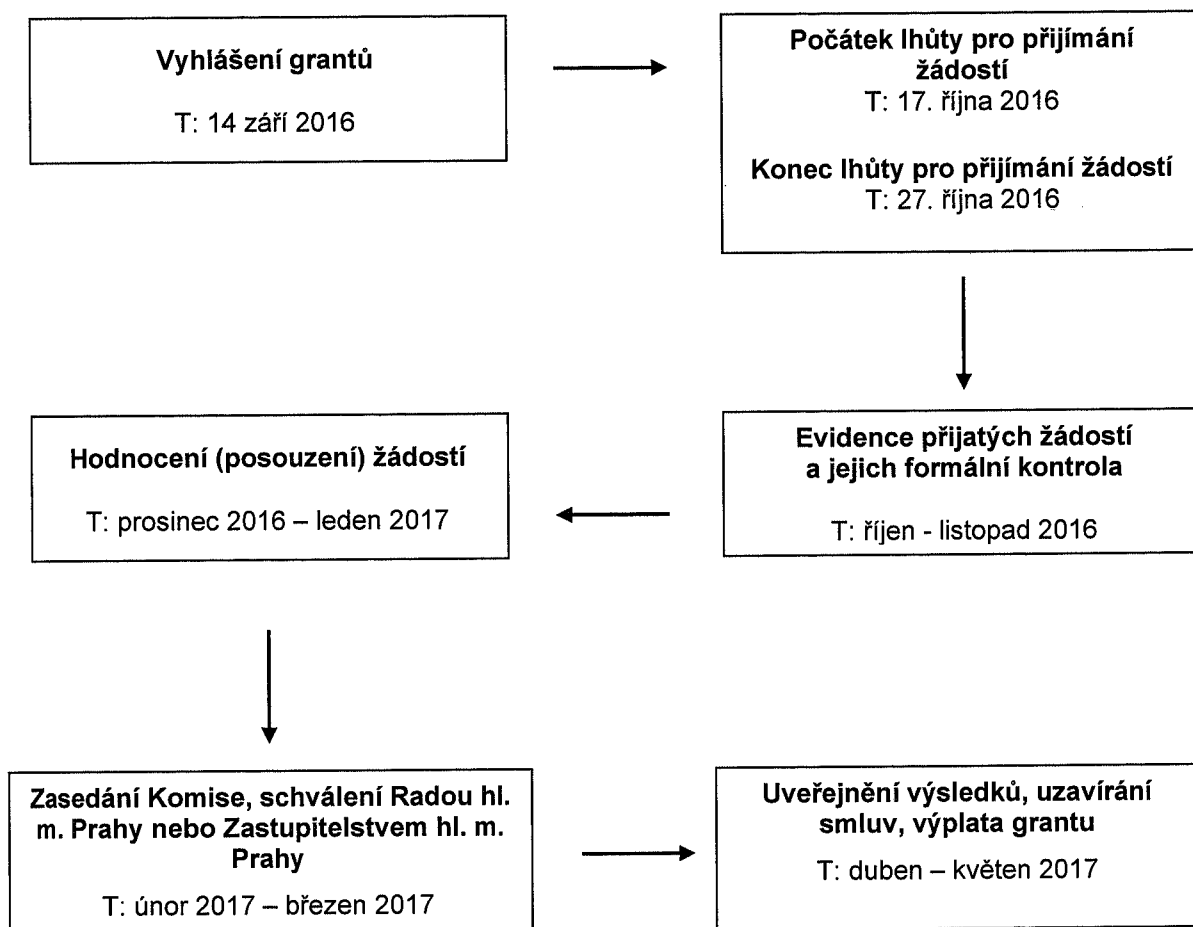 Vyhlášení grantů
T: 14 září 2016
Počátek lhůty pro přijímání
žádostí
T: 17. října 2016
Konec lhůty pro přijímání žádostí
T: 27. října 2016
Evidence přijatých žádostí
a jejich formální kontrola
T: říjen - listopad 2016
Hodnocení (posouzení) žádostí
T: prosinec 2016 – leden 2017
Zasedání Komise, schválení Radou hl.
m. Prahy nebo Zastupitelstvem hl. m.
Prahy
T: únor 2017 – březen 2017
Uveřejnění výsledků, uzavírání
smluv, výplata grantu
T: duben – květen 2017